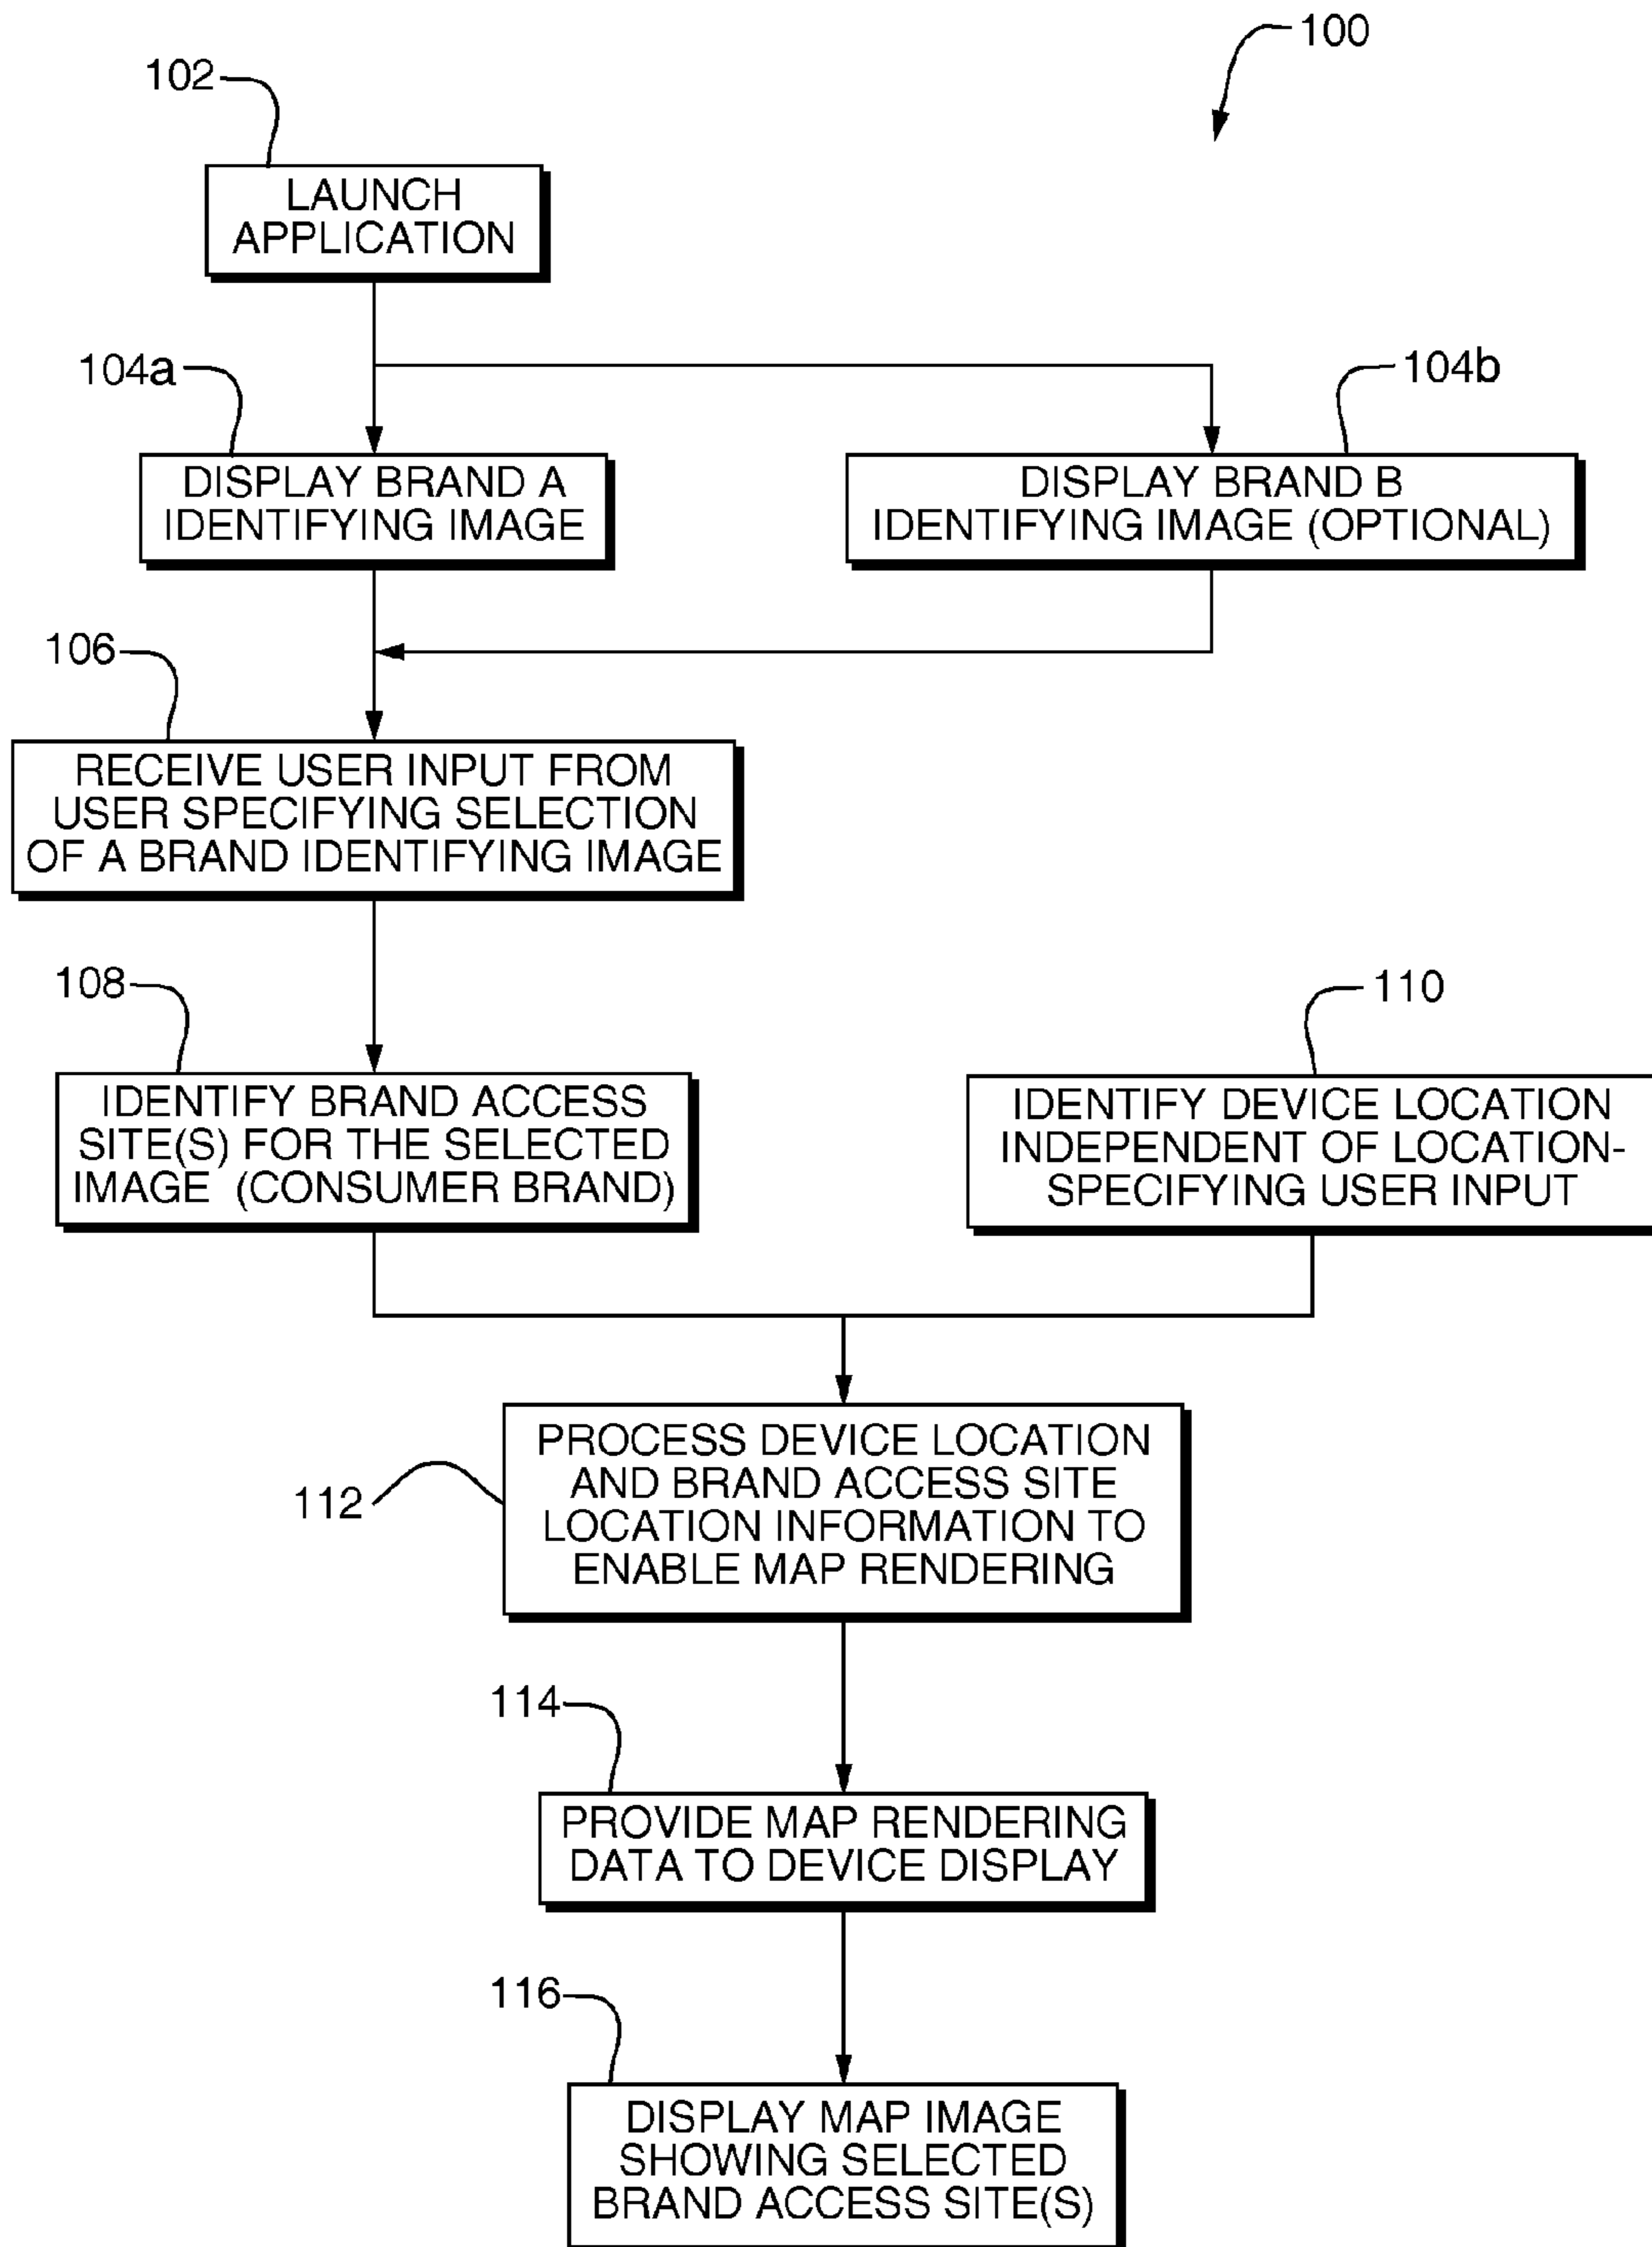 100
102
LAUNCH
APPLICATION
104a
104b
DISPLAY BRAND A
IDENTIFYING IMAGE
DISPLAY BRAND B
IDENTIFYING IMAGE (OPTIONAL)
106
RECEIVE USER INPUT FROM
USER SPECIFYING SELECTION
OF A BRAND IDENTIFYING IMAGE
108
110
IDENTIFY BRAND ACCESS
SITE(S) FOR THE SELECTED
IMAGE (CONSUMER BRAND)
IDENTIFY DEVICE LOCATION
INDEPENDENT OF LOCATION-
SPECIFYING USER INPUT
112
PROCESS DEVICE LOCATION
AND BRAND ACCESS SITE
LOCATION INFORMATION TO
ENABLE MAP RENDERING
114
PROVIDE MAP RENDERING
DATA TO DEVICE DISPLAY
116
DISPLAY MAP IMAGE
SHOWING SELECTED
BRAND ACCESS SITE(S)